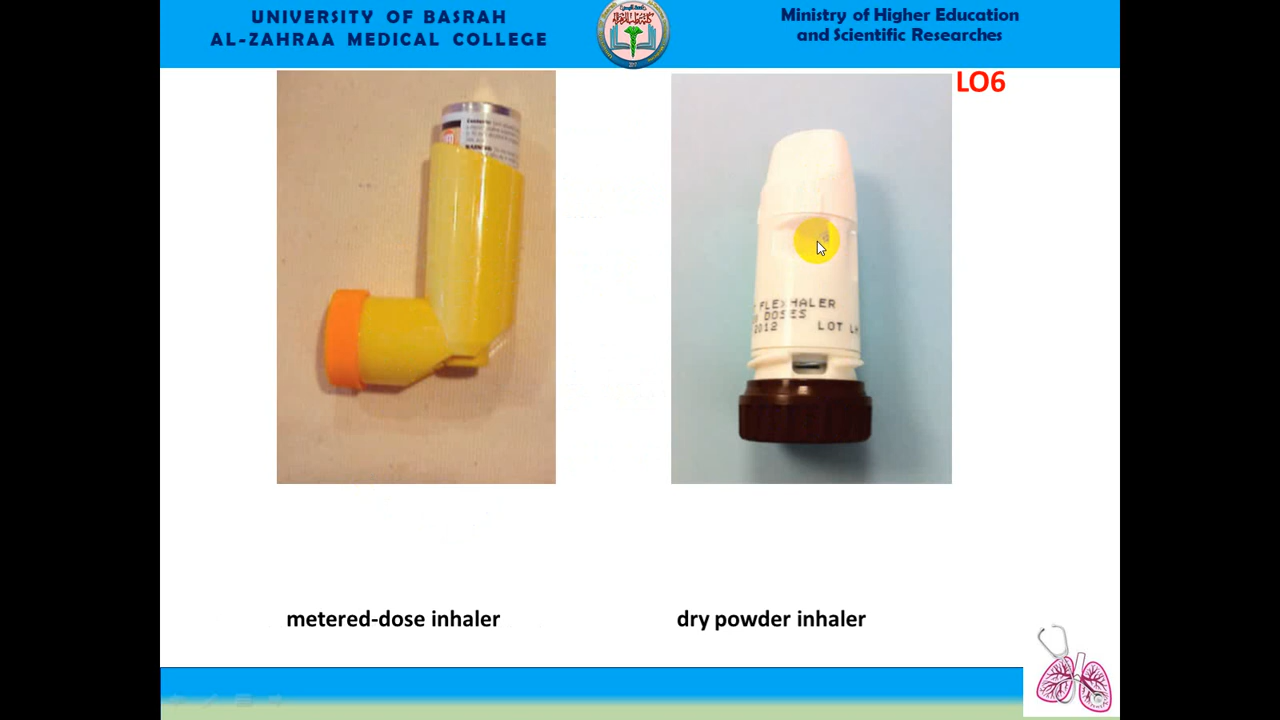 UNIVERSITY OF BASRAH
AL-ZAHRAA MEDICAL COLLEGE
Ministry of Higher Education
and Scientific Researches
LO6
FLEXHALER
DOSES
2012 LOT
metered-dose inhaler
dry powder inhaler